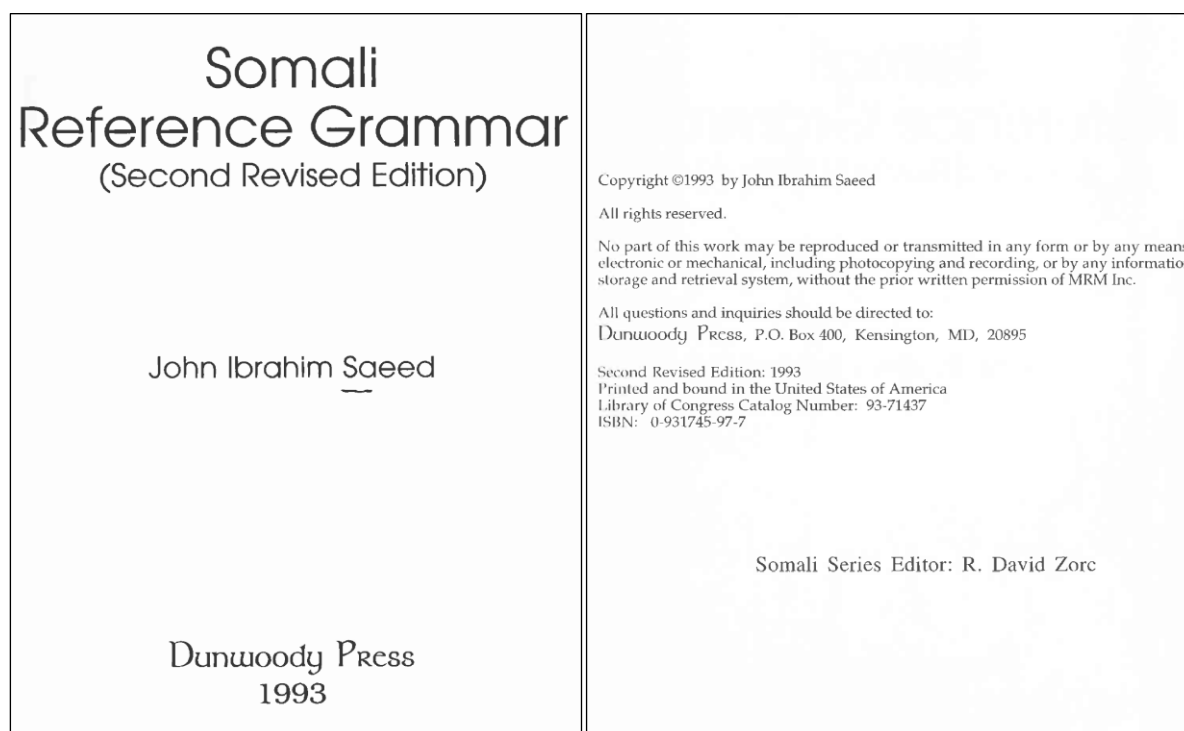 Somali
Reference Grammar
(Second Revised Edition)
John Ibrahim Saeed
Dunwoody Press
1993
Copyright ©1993 by John Ibrahim Saeed
All rights reserved.
No part of this work may be reproduced or transmitted in any form or by any means
electronic or mechanical, including photocopying and recording, or by any informatio
storage and retrieval system, without the prior written permission of MRM Inc.
All questions and inquiries should be directed to:
Dunwoody Press, P.O. Box 400, Kensington, MD, 20895
Second Revised Edition: 1993
Printed and bound in the United States of America
Library of Congress Catalog Number: 93-71437
ISBN: 0-931745-97-7
Somali Series Editor: R. David Zorc